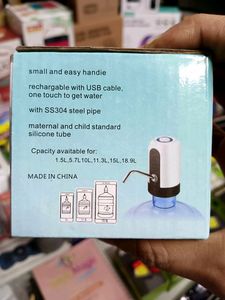 small and easy handie
rechargable with USB cable,
one touch to get water
with SS304 steel pipe
maternal and child standard
silicone tube
Cpacity available for:
1.5L,5.7L10L,11.3L,15L,18.9L
MADE IN CHINA